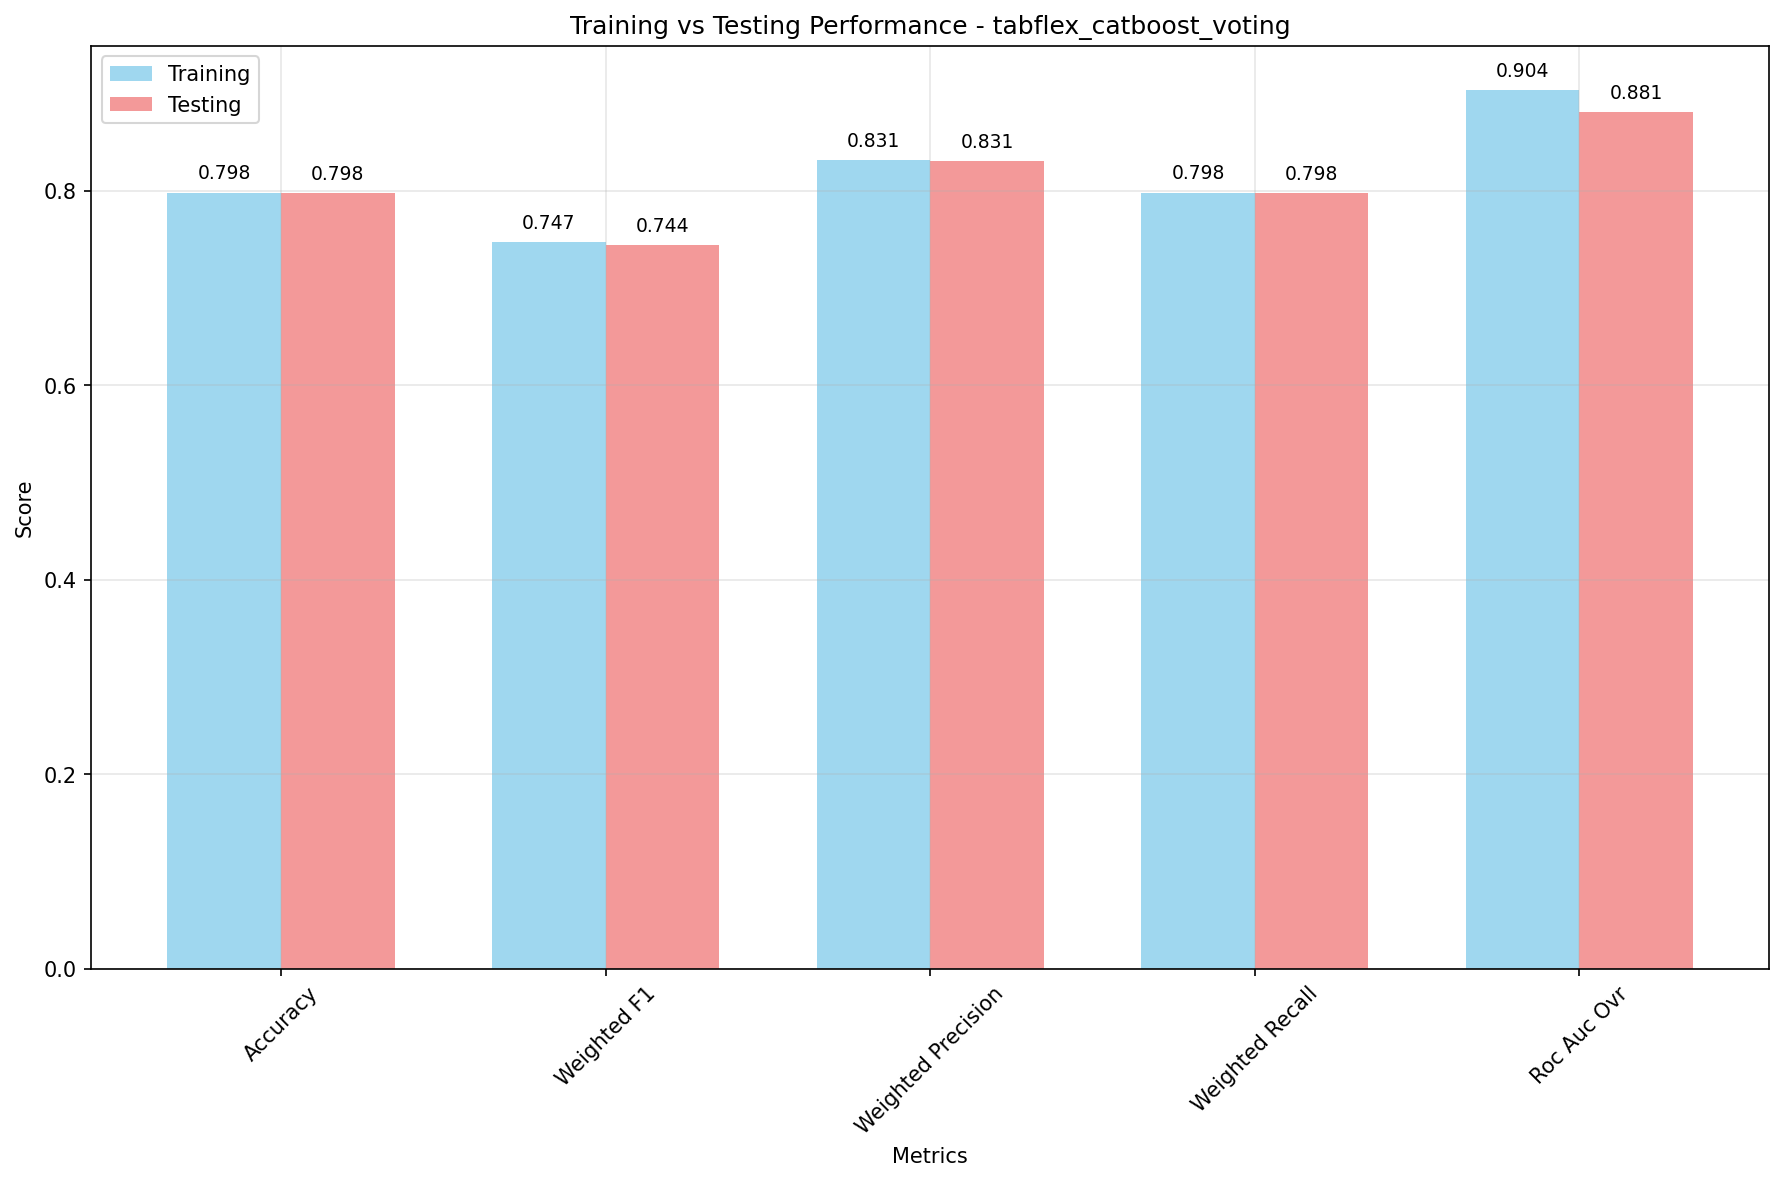 Training vs Testing Performance - tabflex_catboost_voting
Training
Testing
0.798
0.798
0.747
0.744
0.831
0.831
0.798
0.798
0.904
0.881
Score
0.8
0.6
0.4
0.2
0.0
Accuracy
Weighted F1
Weighted Precision
Weighted Recall
Roc Auc Ovr
Metrics